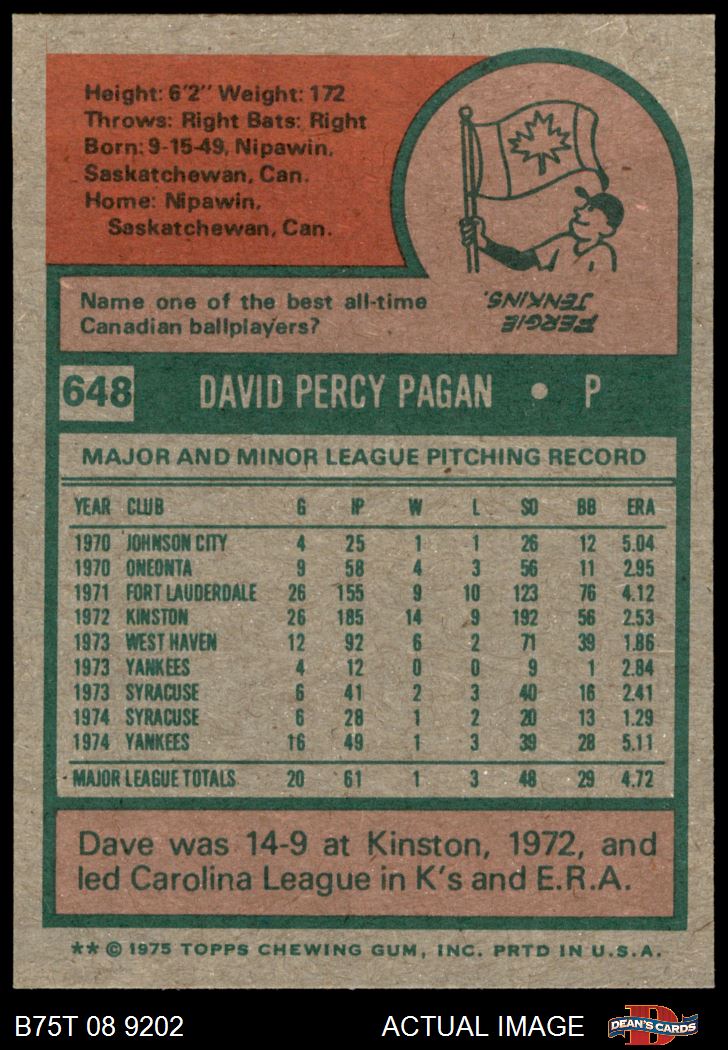 Height: 6'2" Weight: 172
Throws: Right Bats: Right
Born: 9-15-49, Nipawin,
Saskatchewan, Can.
Home: Nipawin,
Saskatchewan, Can.
Name one of the best all-time
Canadian ballplayers?
FERGIE
JENKINS.
648 DAVID PERCY PAGAN • P
MAJOR AND MINOR LEAGUE PITCHING RECORD
YEAR CLUB G IP W L SO BB ERA
1970 JOHNSON CITY 4 25 1 1 26 12 5.04
1970 ONEONTA 9 58 4 3 56 11 2.95
1971 FORT LAUDERDALE 26 155 9 10 123 76 4.12
1972 KINSTON 26 185 14 9 192 56 2.53
1973 WEST HAVEN 12 92 6 2 71 39 1.86
1973 YANKEES 4 12 0 0 9 1 2.84
1973 SYRACUSE 6 41 2 3 40 16 2.41
1974 SYRACUSE 6 28 1 2 20 13 1.29
1974 YANKEES 16 49 1 3 39 28 5.11
MAJOR LEAGUE TOTALS 20 61 1 3 48 29 4.72
Dave was 14-9 at Kinston, 1972, and
led Carolina League in K's and E.R.A.
** © 1975 TOPPS CHEWING GUM, INC. PRTD IN U.S.A.
B75T 08 9202 ACTUAL IMAGE DEAN'S CARDS